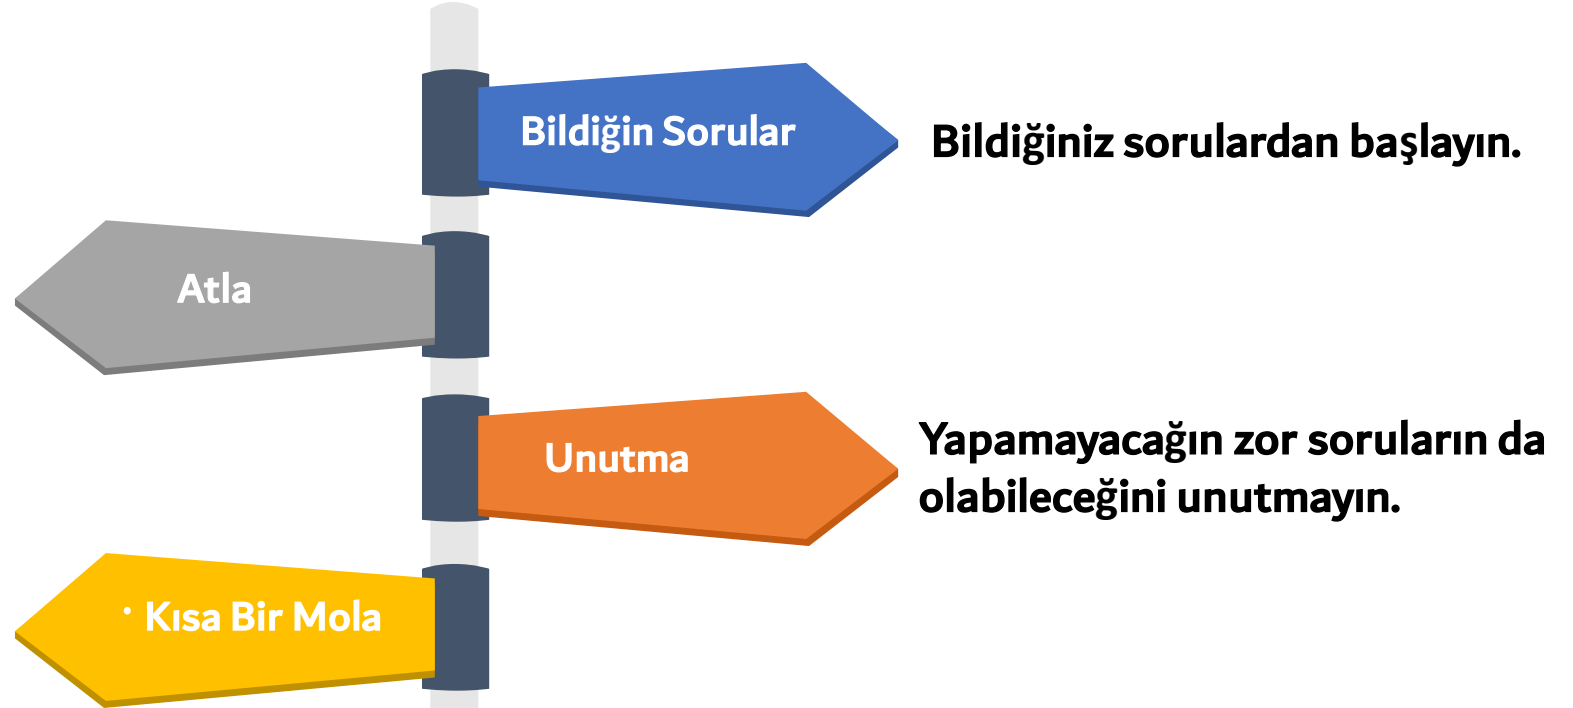 Bildiğin Sorular
Bildiğiniz sorulardan başlayın.
Atla
Unutma
Yapamayacağın zor soruların da
olabileceğini unutmayın.
• Kısa Bir Mola